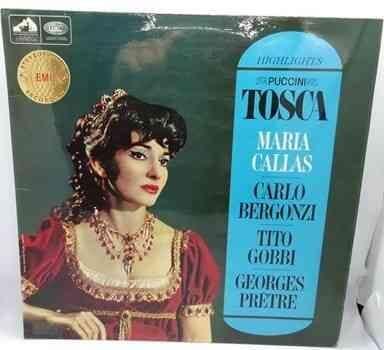 HIGHLIGHTS
PUCCINI
TOSCA
MARIA
CALLAS
CARLO
BERGONZI
TITO
GOBBI
GEORGES
PRÊTRE
EMI